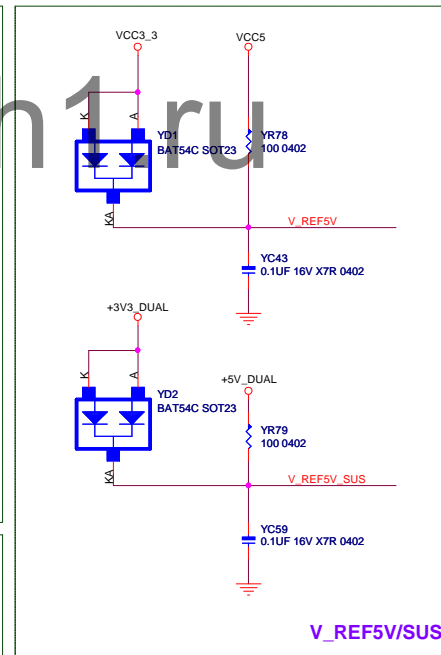 VCC3_3
VCC5
K
A
YD1
BAT54C SOT23
YR78
100 0402
KA
V_REF5V
YC43
0.1UF 16V X7R 0402
+3V3_DUAL
K
A
YD2
BAT54C SOT23
+5V_DUAL
YR79
100 0402
KA
V_REF5V_SUS
YC59
0.1UF 16V X7R 0402
V_REF5V/SUS
n1.ru